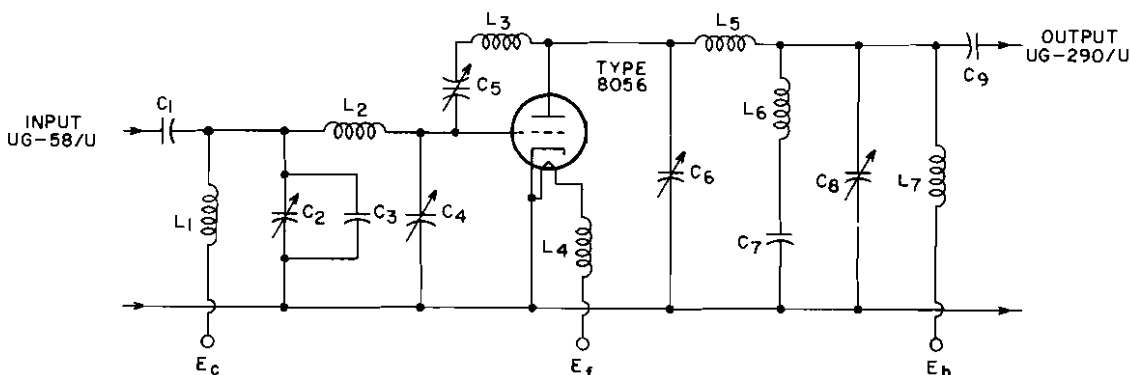 INPUT
UG-58/U
C1
L1
C2
C3
L2
C4
C5
L3
TYPE
8056
L4
C6
L5
L6
C7
C8
L7
C9
OUTPUT
UG-290/U
Ec
Ef
Eb